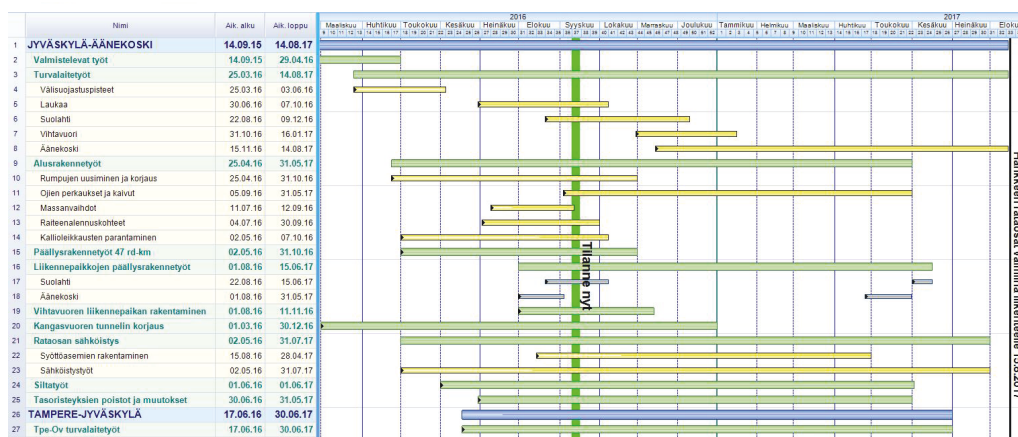 2016 2017
Nimi Aik. alku Aik. loppu Maaliskuu Huhtikuu Toukokuu Kesäkuu Heinäkuu Elokuu Syyskuu Lokakuu Marraskuu Joulukuu Tammikuu Helmikuu Maaliskuu Huhtikuu Toukokuu Kesäkuu Heinäkuu Elokuu
1 JYVÄSKYLÄ-ÄÄNEKOSKI 14.09.15 14.08.17
2 Valmistelevat työt 14.09.15 29.04.16
3 Turvalaitetyöt 25.03.16 14.08.17
4 Välisuojastuspisteet 25.03.16 03.06.16
5 Laukaa 30.06.16 07.10.16
6 Suolahti 22.08.16 09.12.16
7 Vihtavuori 31.10.16 16.01.17
8 Äänekoski 15.11.16 14.08.17
9 Alusrakennetyöt 25.04.16 31.05.17
10 Rumpujen uusiminen ja korjaus 25.04.16 31.10.16
11 Ojien perkaukset ja kaivut 05.09.16 31.05.17
12 Massanvaihdot 11.07.16 12.09.16
13 Raiteenalennuskohteet 04.07.16 30.09.16
14 Kallioleikkausten parantaminen 02.05.16 07.10.16
15 Päällysrakennetyöt 47 rd-km 02.05.16 31.10.16
16 Liikennepaikkojen päällysrakennetyöt 01.08.16 15.06.17
17 Suolahti 22.08.16 15.06.17
18 Äänekoski 01.08.16 31.05.17
19 Vihtavuoren liikennepaikan rakentaminen 01.08.16 11.11.16
20 Kangasvuoren tunnelin korjaus 01.03.16 30.12.16
21 Rataosan sähköistys 02.05.16 31.07.17
22 Syöttöasemien rakentaminen 15.08.16 28.04.17
23 Sähköistystyöt 02.05.16 31.07.17
24 Siltatyöt 01.06.16 01.06.17
25 Tasoristeyksien poistot ja muutokset 30.06.16 31.05.17
26 TAMPERE-JYVÄSKYLÄ 17.06.16 30.06.17
27 Tpe-Ov turvalaitetyöt 17.06.16 30.06.17
Tilanne nyt